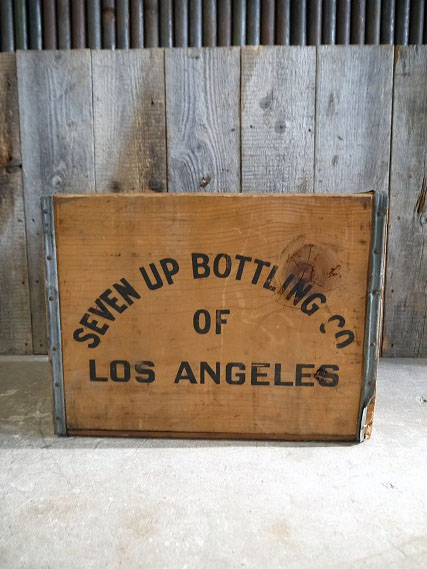 SEVEN UP BOTTLING CO
OF
LOS ANGELES